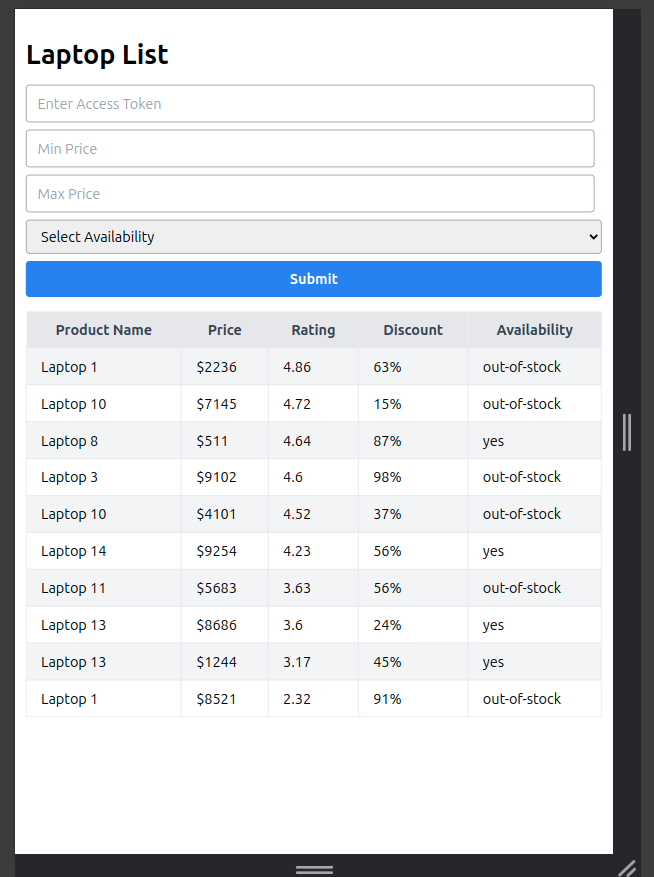 Laptop List
Enter Access Token
Min Price
Max Price
Select Availability
Submit
Product Name Price Rating Discount Availability
Laptop 1 $2236 4.86 63% out-of-stock
Laptop 10 $7145 4.72 15% out-of-stock
Laptop 8 $511 4.64 87% yes
Laptop 3 $9102 4.6 98% out-of-stock
Laptop 10 $4101 4.52 37% out-of-stock
Laptop 14 $9254 4.23 56% yes
Laptop 11 $5683 3.63 56% out-of-stock
Laptop 13 $8686 3.6 24% yes
Laptop 13 $1244 3.17 45% yes
Laptop 1 $8521 2.32 91% out-of-stock